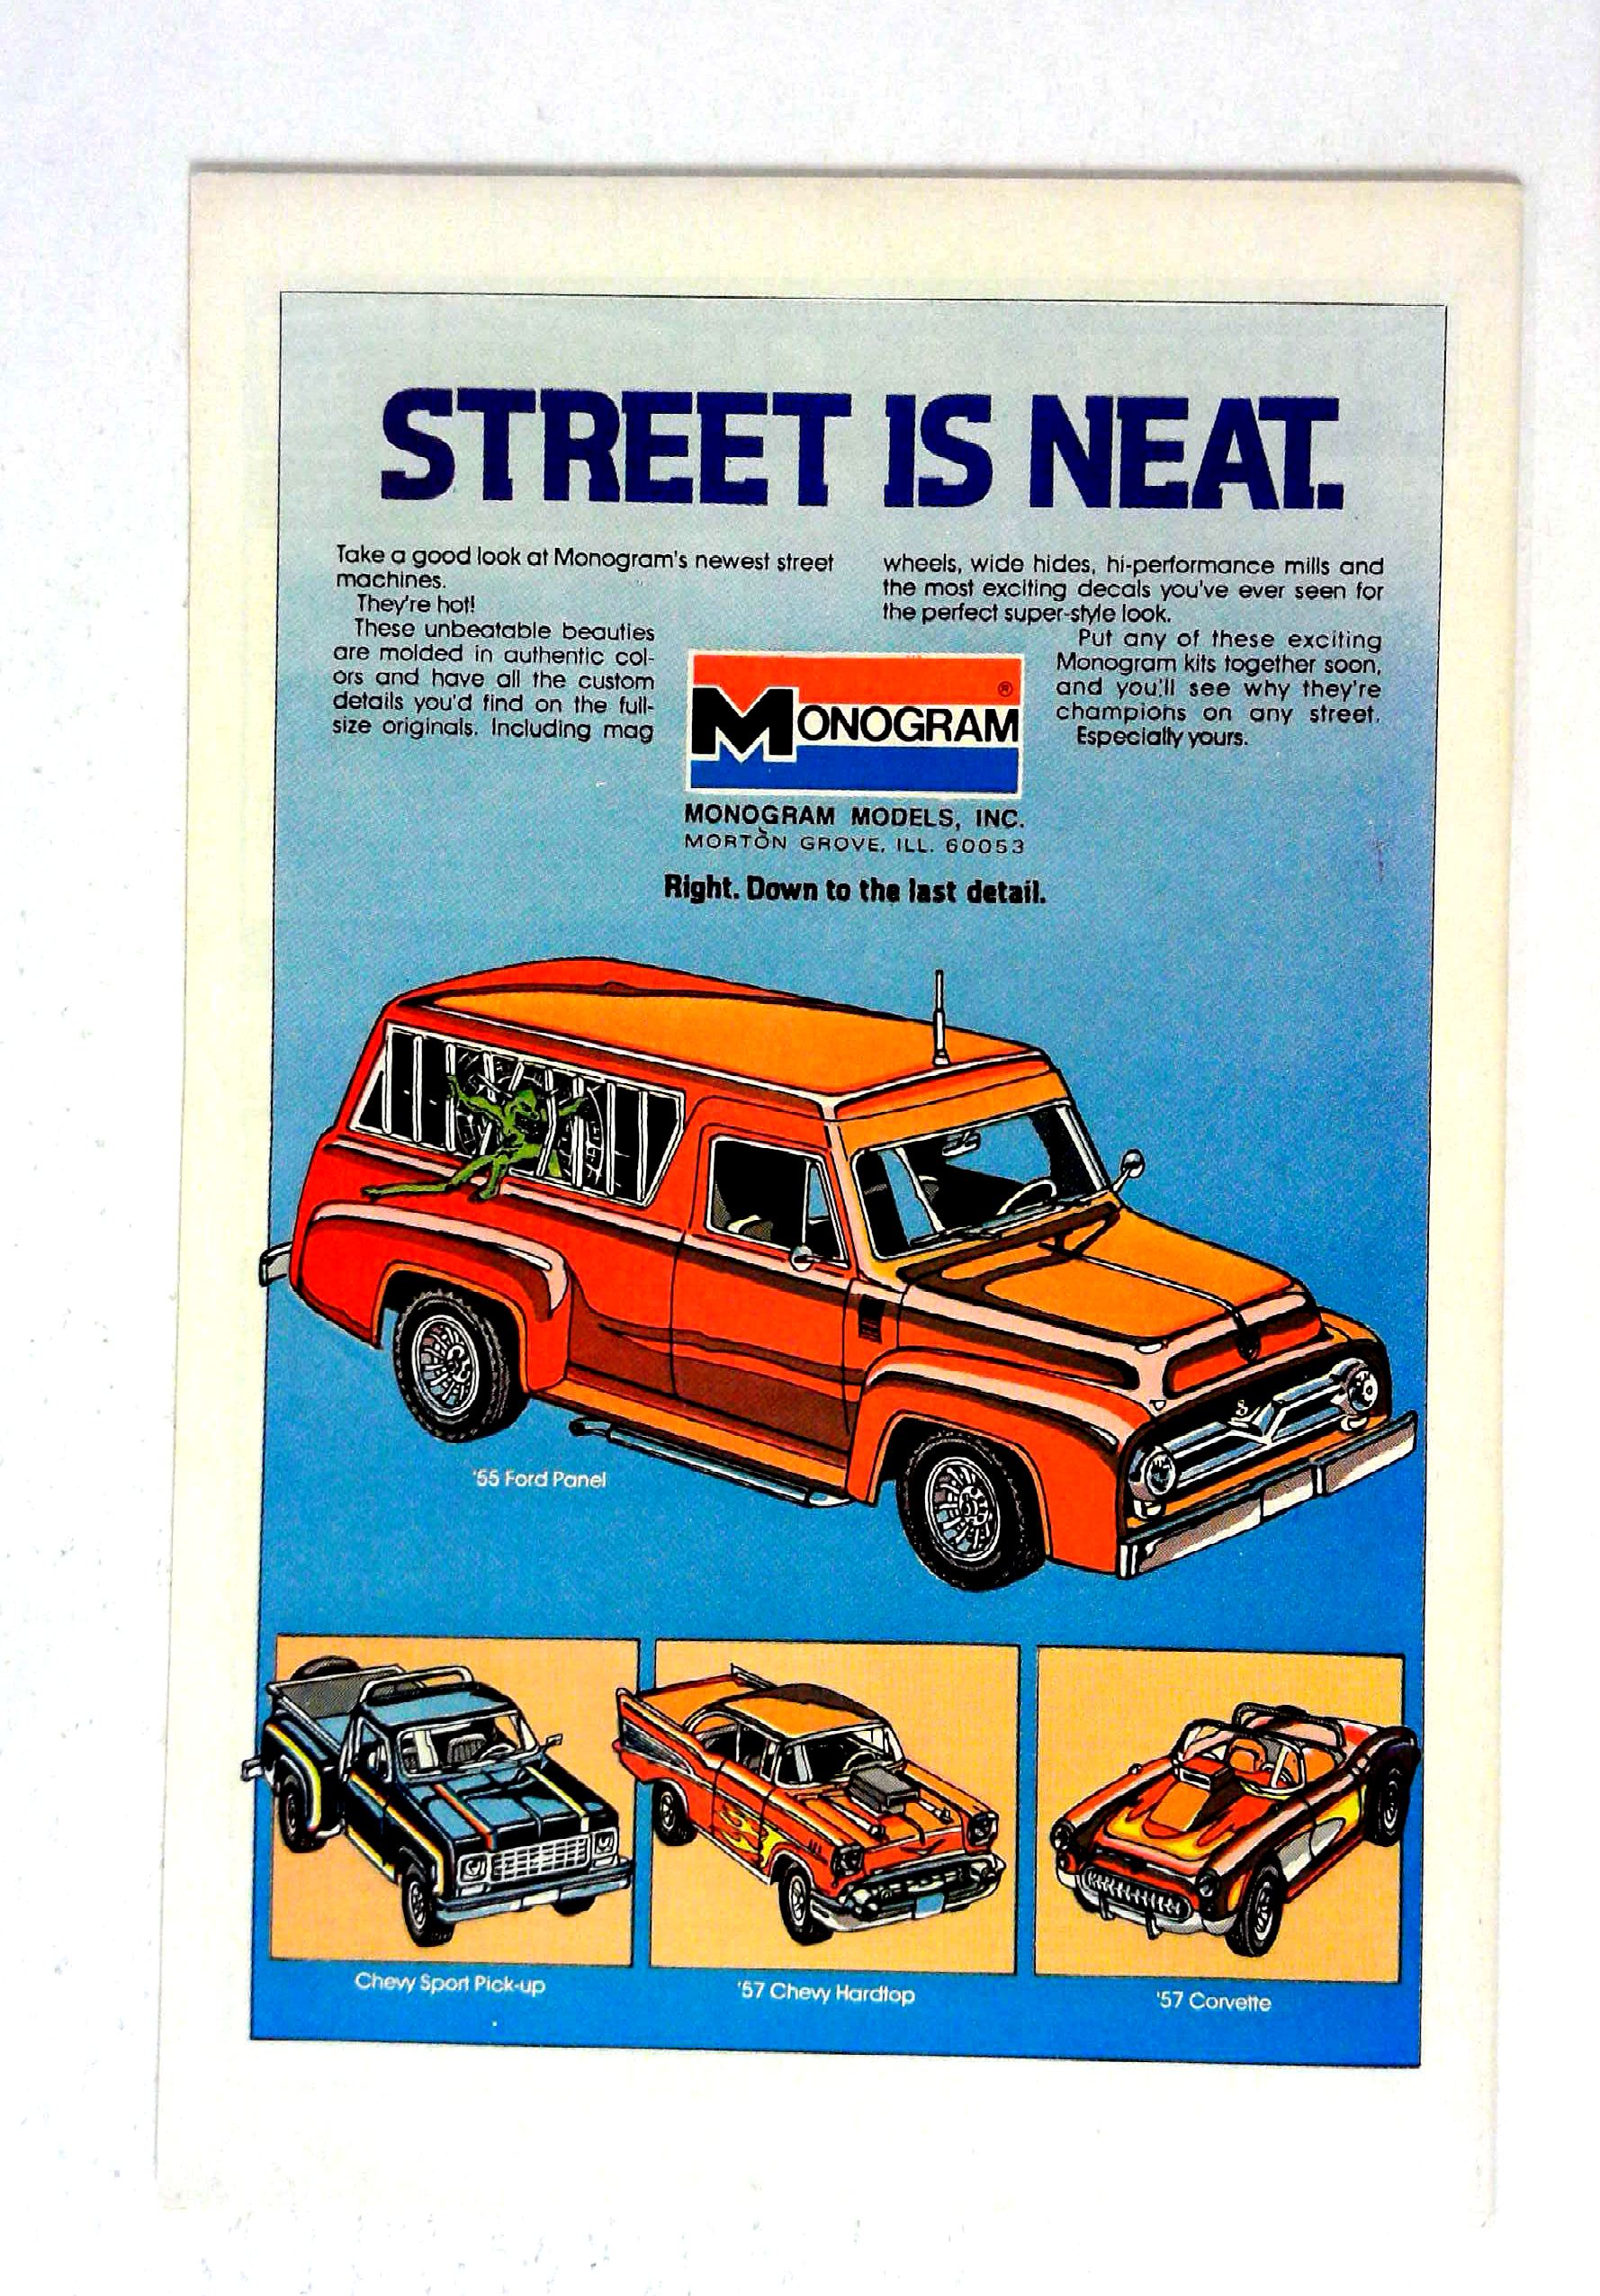 STREET IS NEAT.
Take a good look at Monogram's newest street
machines.
They're hot!
These unbeatable beauties
are molded in authentic col-
ors and have all the custom
details you'd find on the full-
size originals. Including mag
wheels, wide hides, hi-performance mills and
the most exciting decals you've ever seen for
the perfect super-style look.
Put any of these exciting
Monogram kits together soon,
and you'll see why they're
champions on any street.
Especially yours.
MONOGRAM ®
MONOGRAM MODELS, INC.
MORTON GROVE, ILL. 60053
Right. Down to the last detail.
'55 Ford Panel
Chevy Sport Pick-up
'57 Chevy Hardtop
'57 Corvette